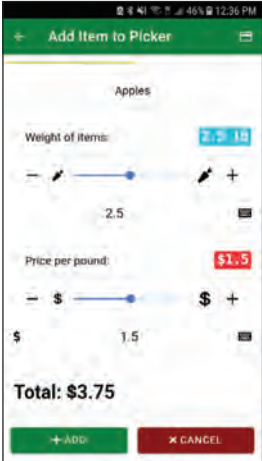 46% 12:36 PM
Add Item to Picker
Apples
Weight of items: 2.5 lb
2.5
Price per pound: $1.5
$ $
$ 1.5
Total: $3.75
+ ADD × CANCEL